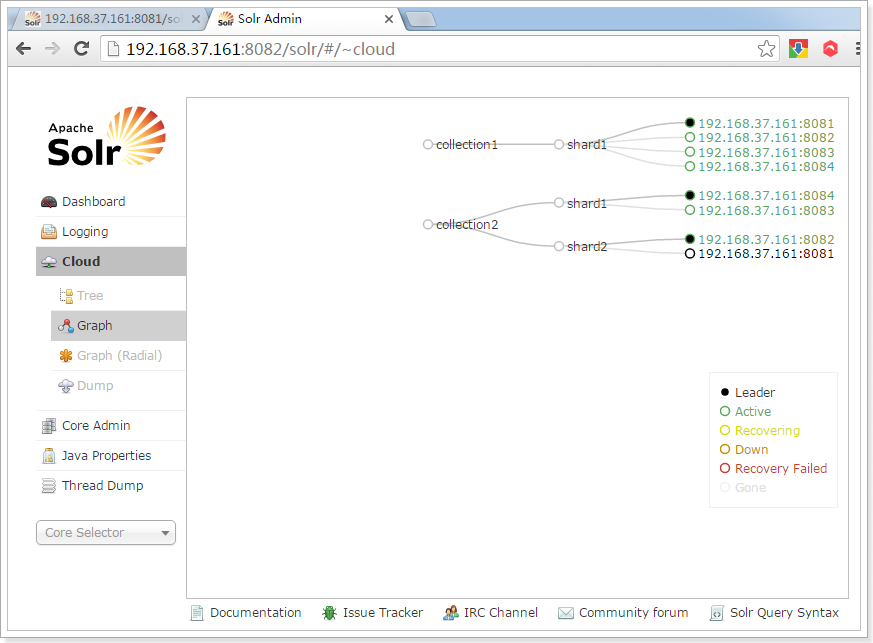 192.168.37.161:8081/sol
Solr Admin
192.168.37.161:8082/solr/#/~cloud
Apache
Solr
Dashboard
Logging
Cloud
Tree
Graph
Graph (Radial)
Dump
Core Admin
Java Properties
Thread Dump
Core Selector
collection1
shard1
192.168.37.161:8081
192.168.37.161:8082
192.168.37.161:8083
192.168.37.161:8084
collection2
shard1
192.168.37.161:8084
192.168.37.161:8083
shard2
192.168.37.161:8082
192.168.37.161:8081
Leader
Active
Recovering
Down
Recovery Failed
Gone
Documentation
Issue Tracker
IRC Channel
Community forum
Solr Query Syntax